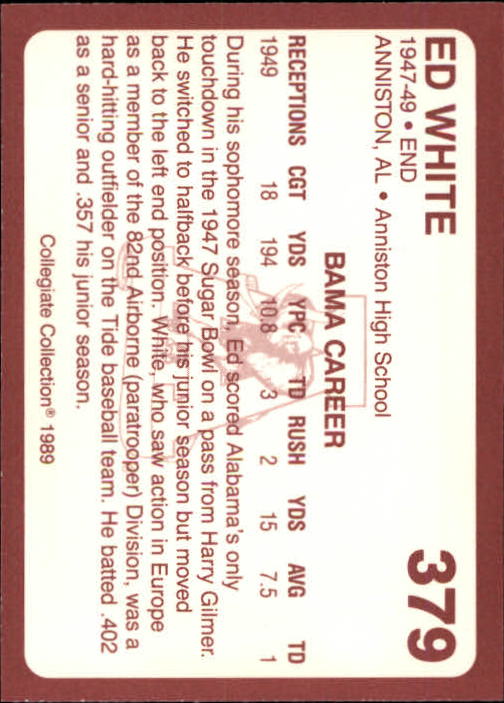 ED WHITE 379
1947-49 • END
ANNISTON, AL • Anniston High School
BAMA CAREER
RECEPTIONS CGT YDS YPC TD RUSH YDS AVG TD
1949 18 194 10.8 3 2 15 7.5 1
During his sophomore season, Ed scored Alabama's only
touchdown in the 1947 Sugar Bowl on a pass from Harry Gilmer.
He switched to halfback before his junior season but moved
back to the left end position. White, who saw action in Europe
as a member of the 82nd Airborne (paratrooper) Division, was a
hard-hitting outfielder on the Tide baseball team. He batted .402
as a senior and .357 his junior season.
Collegiate Collection® 1989